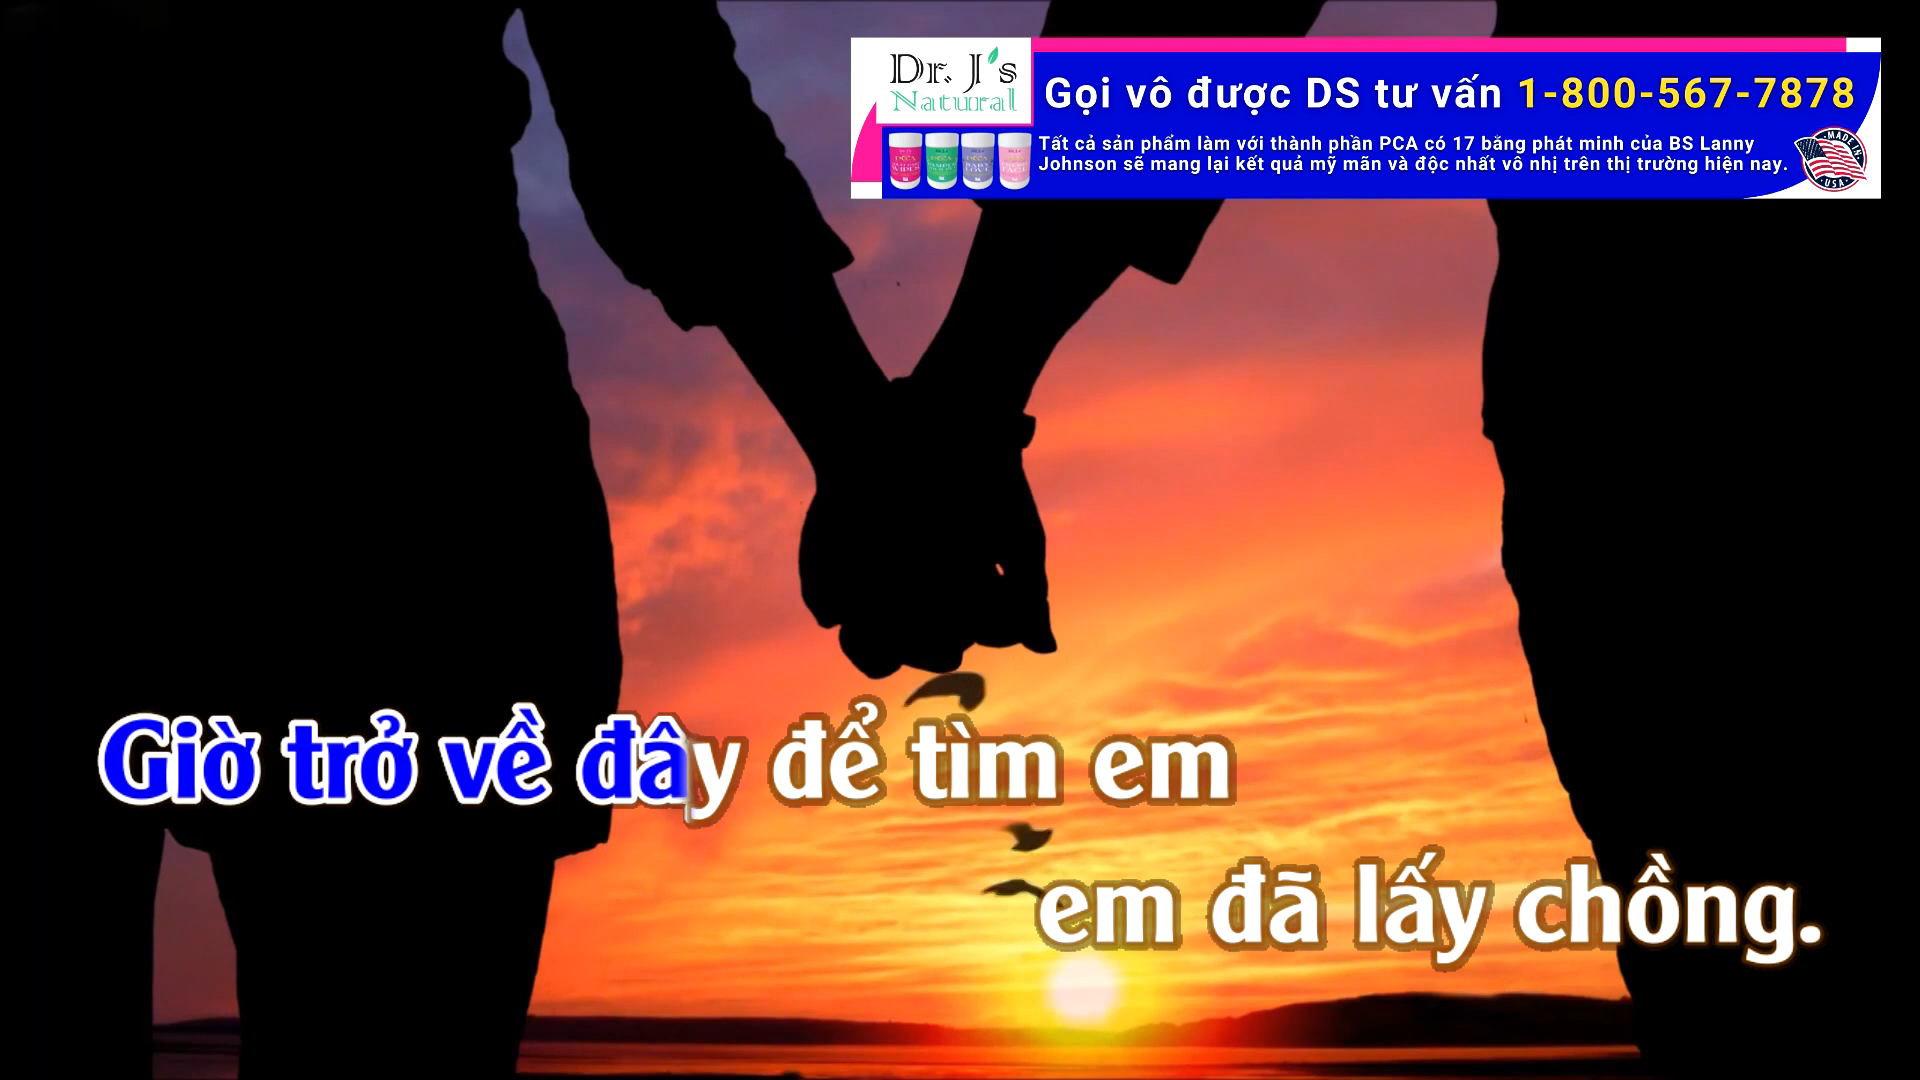 Dr. J's
Natural
Gọi vô được DS tư vấn 1-800-567-7878
Tất cả sản phẩm làm với thành phần PCA có 17 bằng phát minh của BS Lanny
Johnson sẽ mang lại kết quả mỹ mãn và độc nhất vô nhị trên thị trường hiện nay.
MADE IN
USA
Giờ trở về đây để tìm em
em đã lấy chồng.